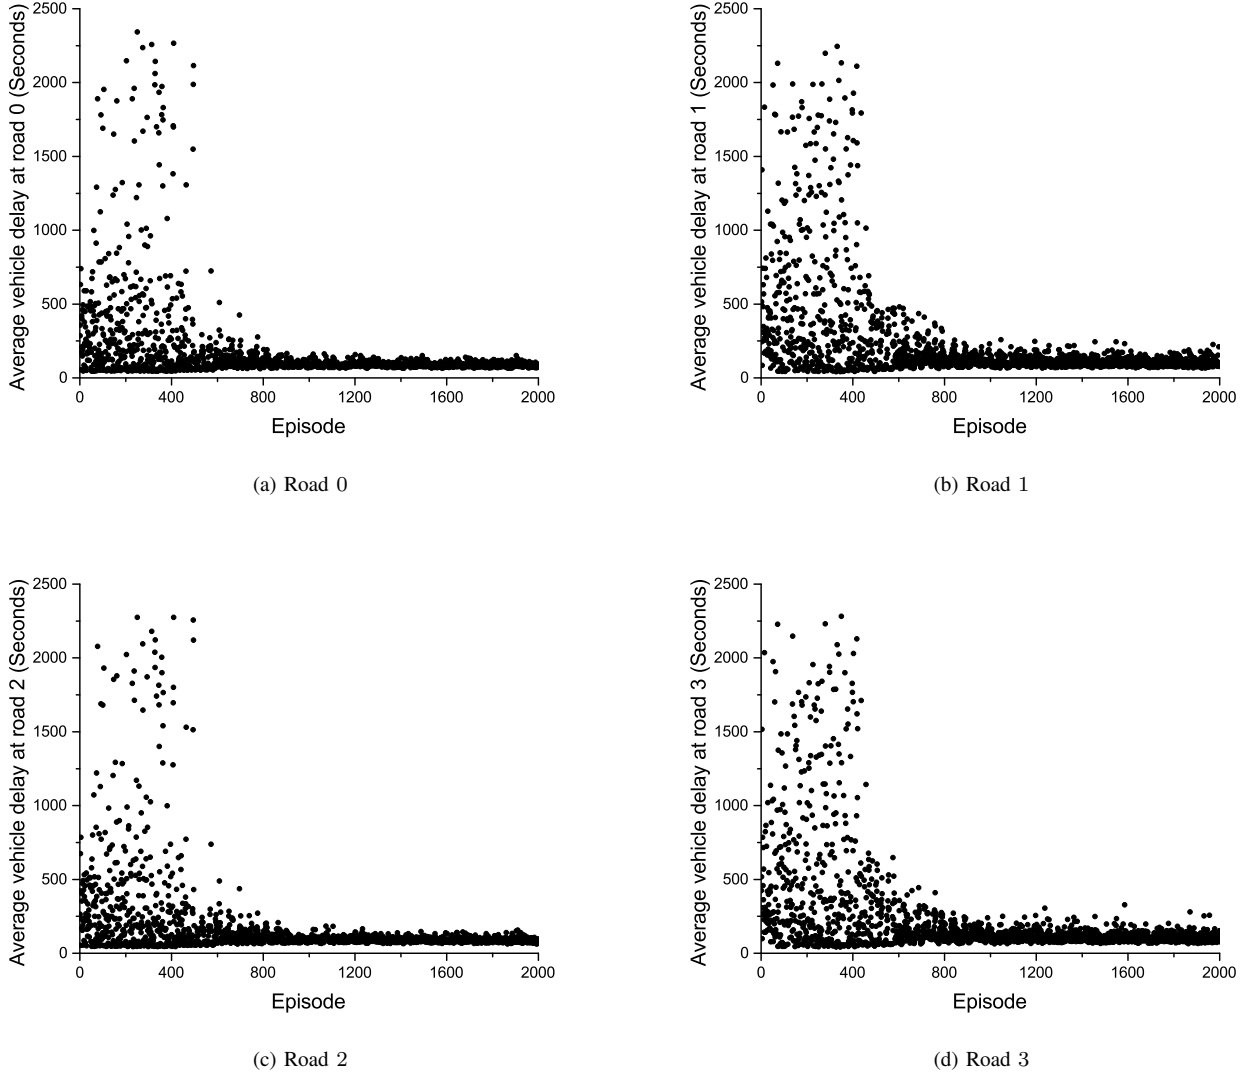 Average vehicle delay at road 0 (Seconds)
2500
2000
1500
1000
500
0
0 400 800 1200 1600 2000
Episode
(a) Road 0
Average vehicle delay at road 1 (Seconds)
2500
2000
1500
1000
500
0
0 400 800 1200 1600 2000
Episode
(b) Road 1
Average vehicle delay at road 2 (Seconds)
2500
2000
1500
1000
500
0
0 400 800 1200 1600 2000
Episode
(c) Road 2
Average vehicle delay at road 3 (Seconds)
2500
2000
1500
1000
500
0
0 400 800 1200 1600 2000
Episode
(d) Road 3